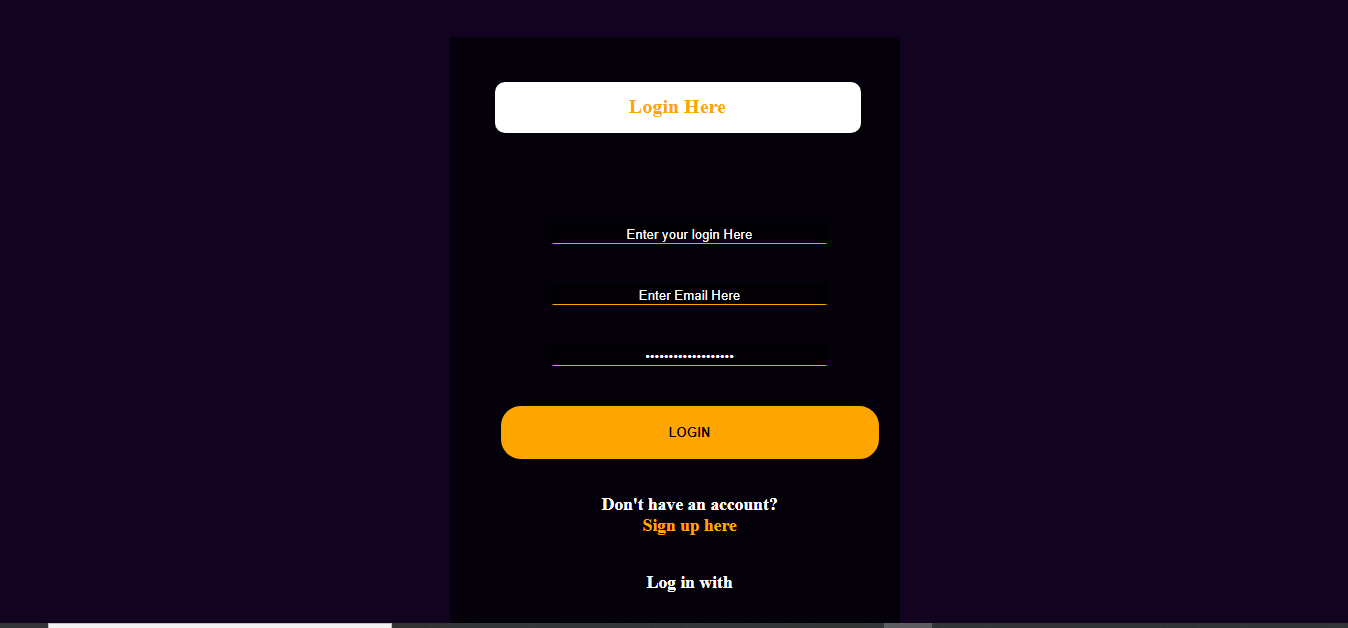 Login Here
Enter your login Here
Enter Email Here
•••••••••••••••••••
LOGIN
Don't have an account?
Sign up here
Log in with